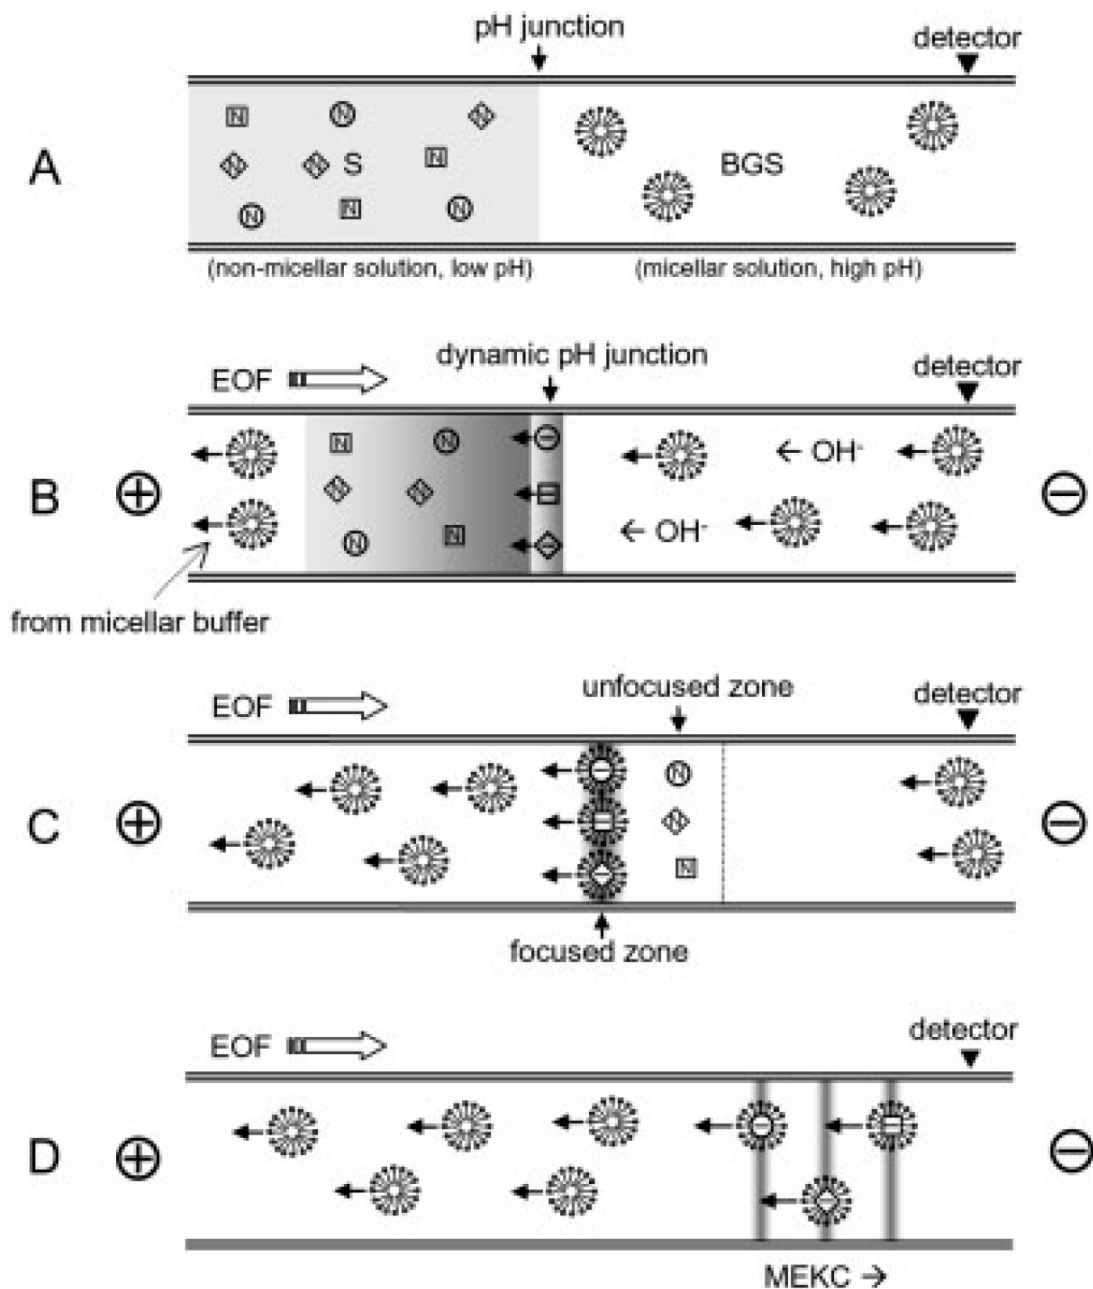 pH junction
detector
A
N N N
N N S N
BGS
N N N
(non-micellar solution, low pH)
(micellar solution, high pH)
dynamic pH junction
EOF
detector
N N
← OH-
B
N N
← OH-
N N
from micellar buffer
unfocused zone
EOF
detector
N
C
N
N
focused zone
EOF
detector
D
MEKC →